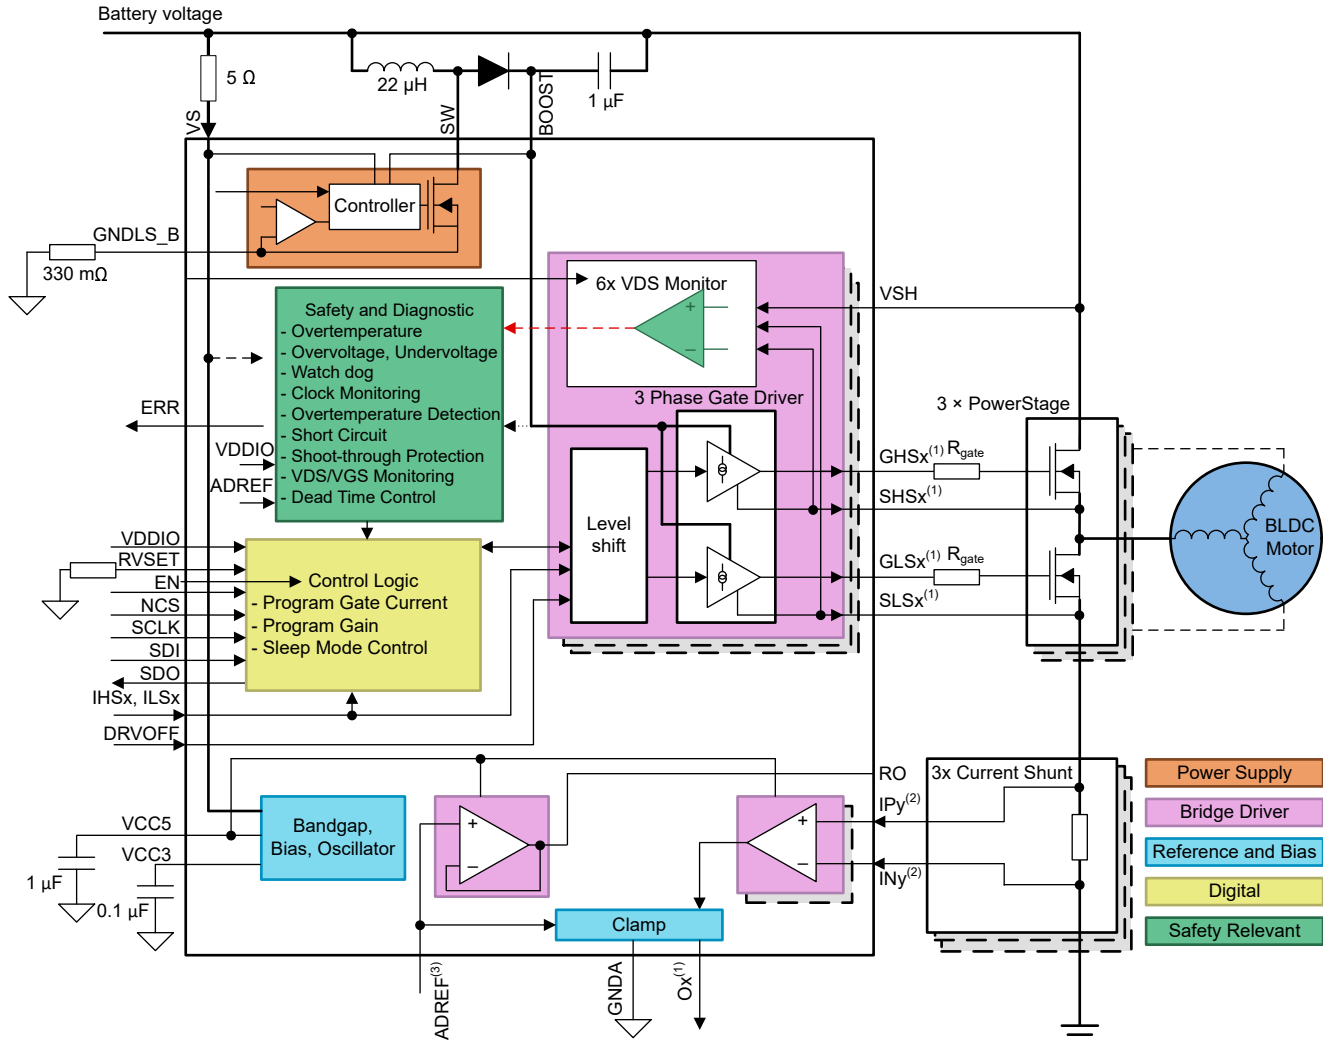 Battery voltage
5 Ω
22 µH
1 µF
VS
SW
BOOST
Controller
GNDLS_B
330 mΩ
6x VDS Monitor
+
−
VSH
Safety and Diagnostic
- Overtemperature
- Overvoltage, Undervoltage
- Watch dog
- Clock Monitoring
- Overtemperature Detection
- Short Circuit
- Shoot-through Protection
- VDS/VGS Monitoring
- Dead Time Control
ERR
VDDIO
ADREF
3 Phase Gate Driver
3 × PowerStage
Level
shift
GHSx(1)
Rgate
SHSx(1)
GLSx(1)
Rgate
SLSx(1)
BLDC
Motor
VDDIO
RVSET
EN
NCS
SCLK
SDI
SDO
IHSx, ILSx
DRVOFF
Control Logic
- Program Gate Current
- Program Gain
- Sleep Mode Control
RO
IPy(2)
INy(2)
3x Current Shunt
VCC5
VCC3
1 µF
0.1 µF
Bandgap,
Bias, Oscillator
+
−
+
−
Clamp
ADREF(3)
GNDA
Ox(1)
Power Supply
Bridge Driver
Reference and Bias
Digital
Safety Relevant